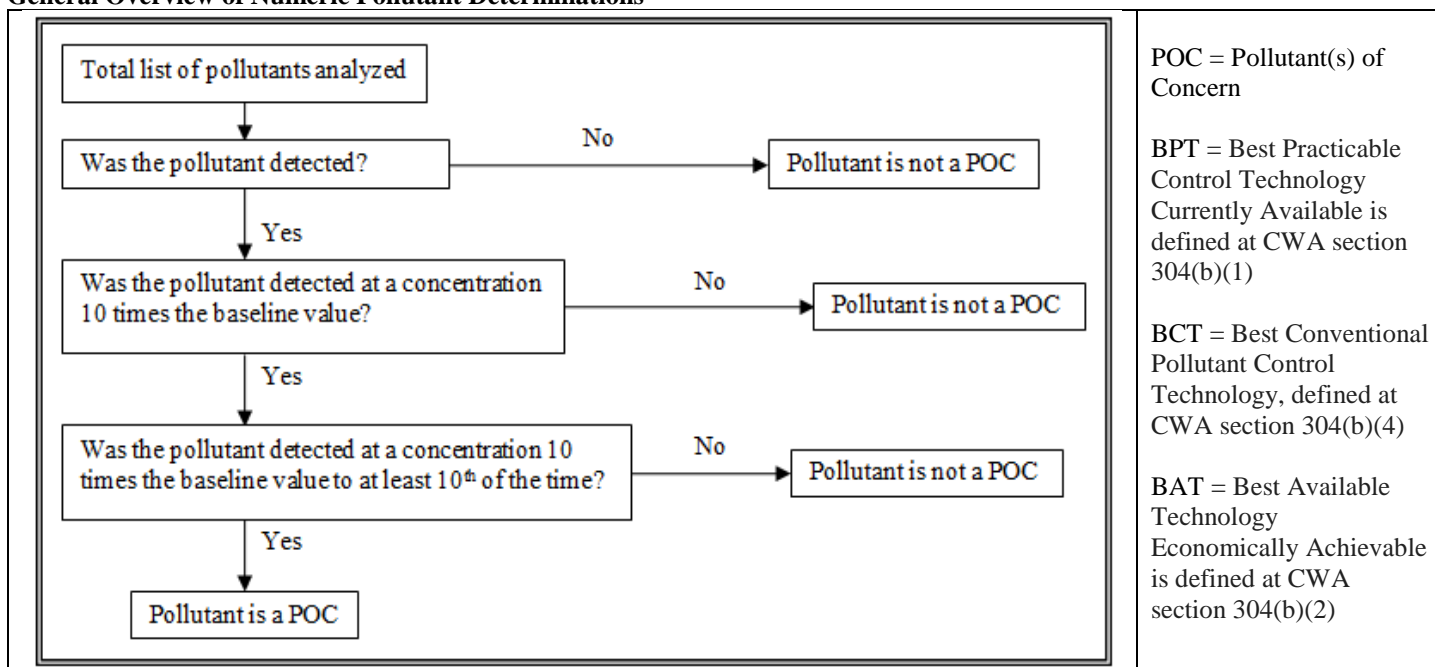 General Overview of Numeric Pollutant Determinations
Total list of pollutants analyzed
Was the pollutant detected?
No
Pollutant is not a POC
Yes
Was the pollutant detected at a concentration
10 times the baseline value?
No
Pollutant is not a POC
Yes
Was the pollutant detected at a concentration 10
times the baseline value to at least 10th of the time?
No
Pollutant is not a POC
Yes
Pollutant is a POC
POC = Pollutant(s) of
Concern
BPT = Best Practicable
Control Technology
Currently Available is
defined at CWA section
304(b)(1)
BCT = Best Conventional
Pollutant Control
Technology, defined at
CWA section 304(b)(4)
BAT = Best Available
Technology
Economically Achievable
is defined at CWA
section 304(b)(2)